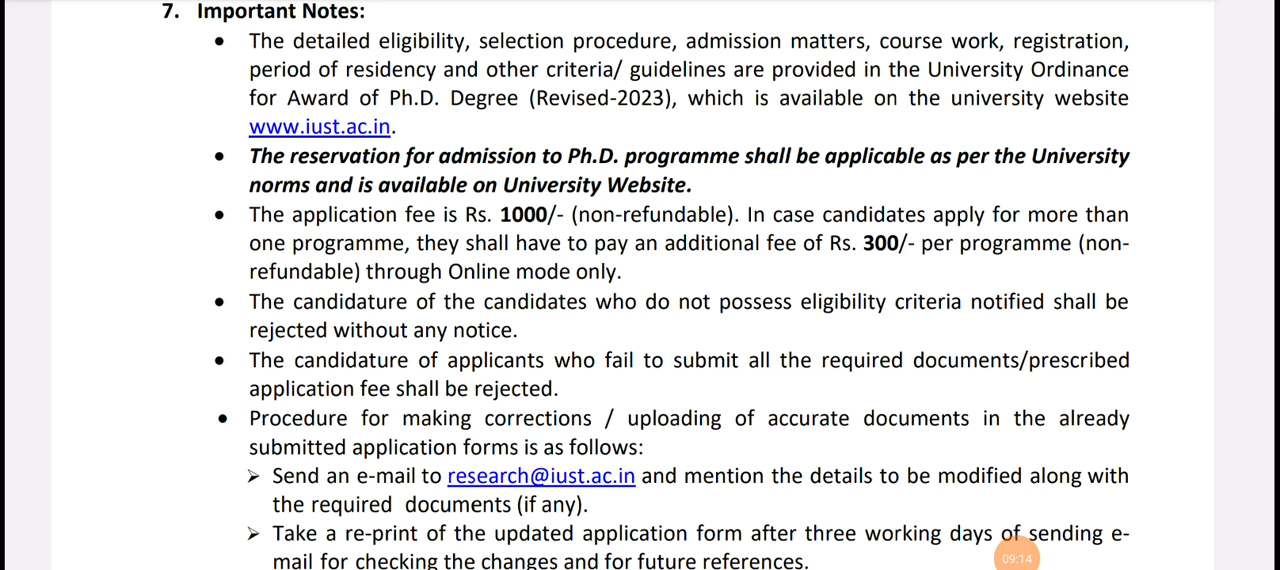 7. Important Notes:
• The detailed eligibility, selection procedure, admission matters, course work, registration,
period of residency and other criteria/ guidelines are provided in the University Ordinance
for Award of Ph.D. Degree (Revised-2023), which is available on the university website
www.iust.ac.in.
• The reservation for admission to Ph.D. programme shall be applicable as per the University
norms and is available on University Website.
• The application fee is Rs. 1000/- (non-refundable). In case candidates apply for more than
one programme, they shall have to pay an additional fee of Rs. 300/- per programme (non-
refundable) through Online mode only.
• The candidature of the candidates who do not possess eligibility criteria notified shall be
rejected without any notice.
• The candidature of applicants who fail to submit all the required documents/prescribed
application fee shall be rejected.
• Procedure for making corrections / uploading of accurate documents in the already
submitted application forms is as follows:
➢ Send an e-mail to research@iust.ac.in and mention the details to be modified along with
the required documents (if any).
➢ Take a re-print of the updated application form after three working days of sending e-
mail for checking the changes and for future references.
09:14